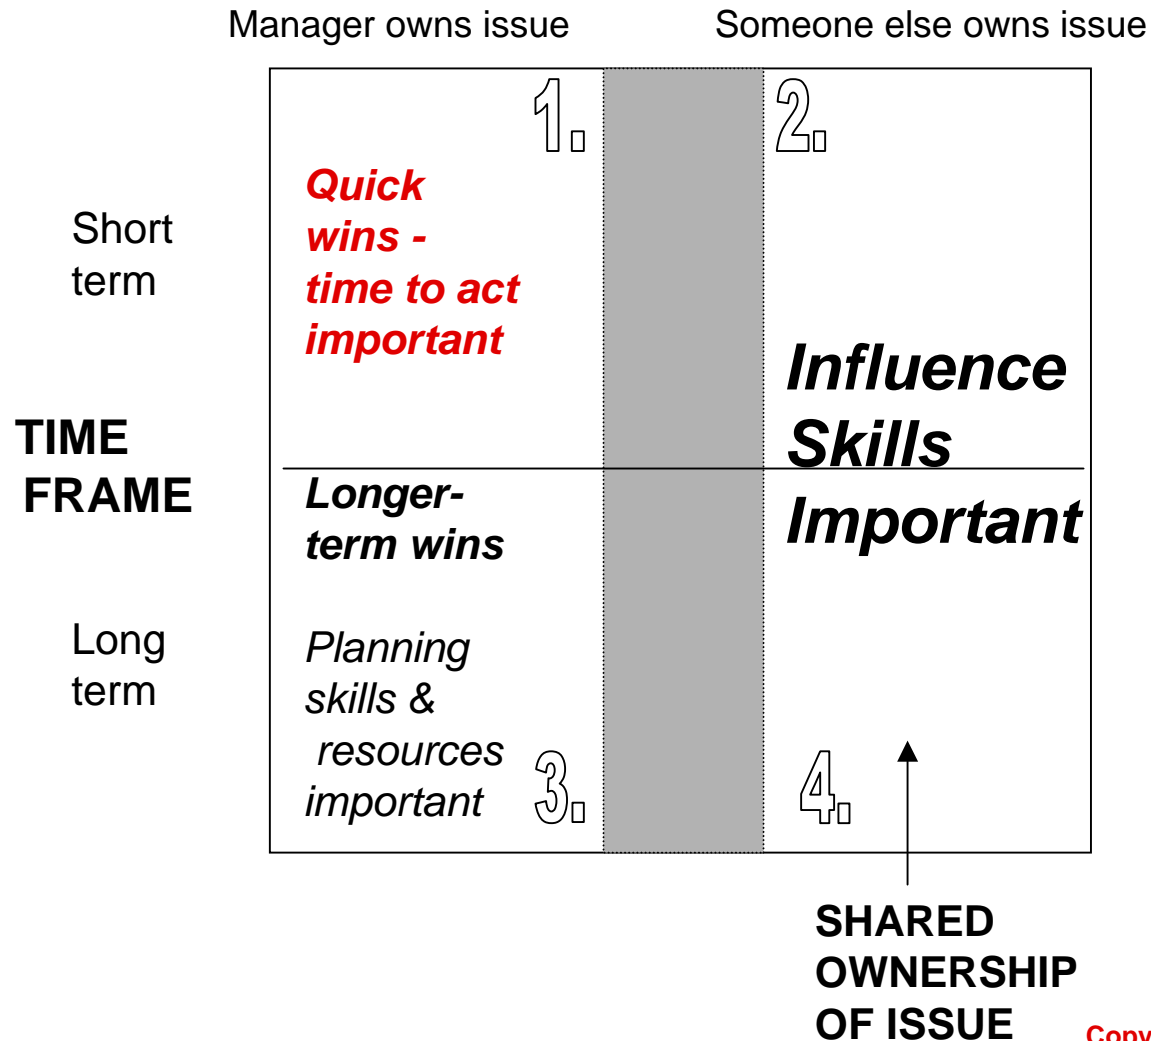 Manager owns issue
Someone else owns issue
1.
2.
Quick
wins -
time to act
important
Short
term
Influence
Skills
Important
TIME
FRAME
Longer-
term wins
Long
term
Planning
skills &
resources
important
3.
4.
SHARED
OWNERSHIP
OF ISSUE
Copy